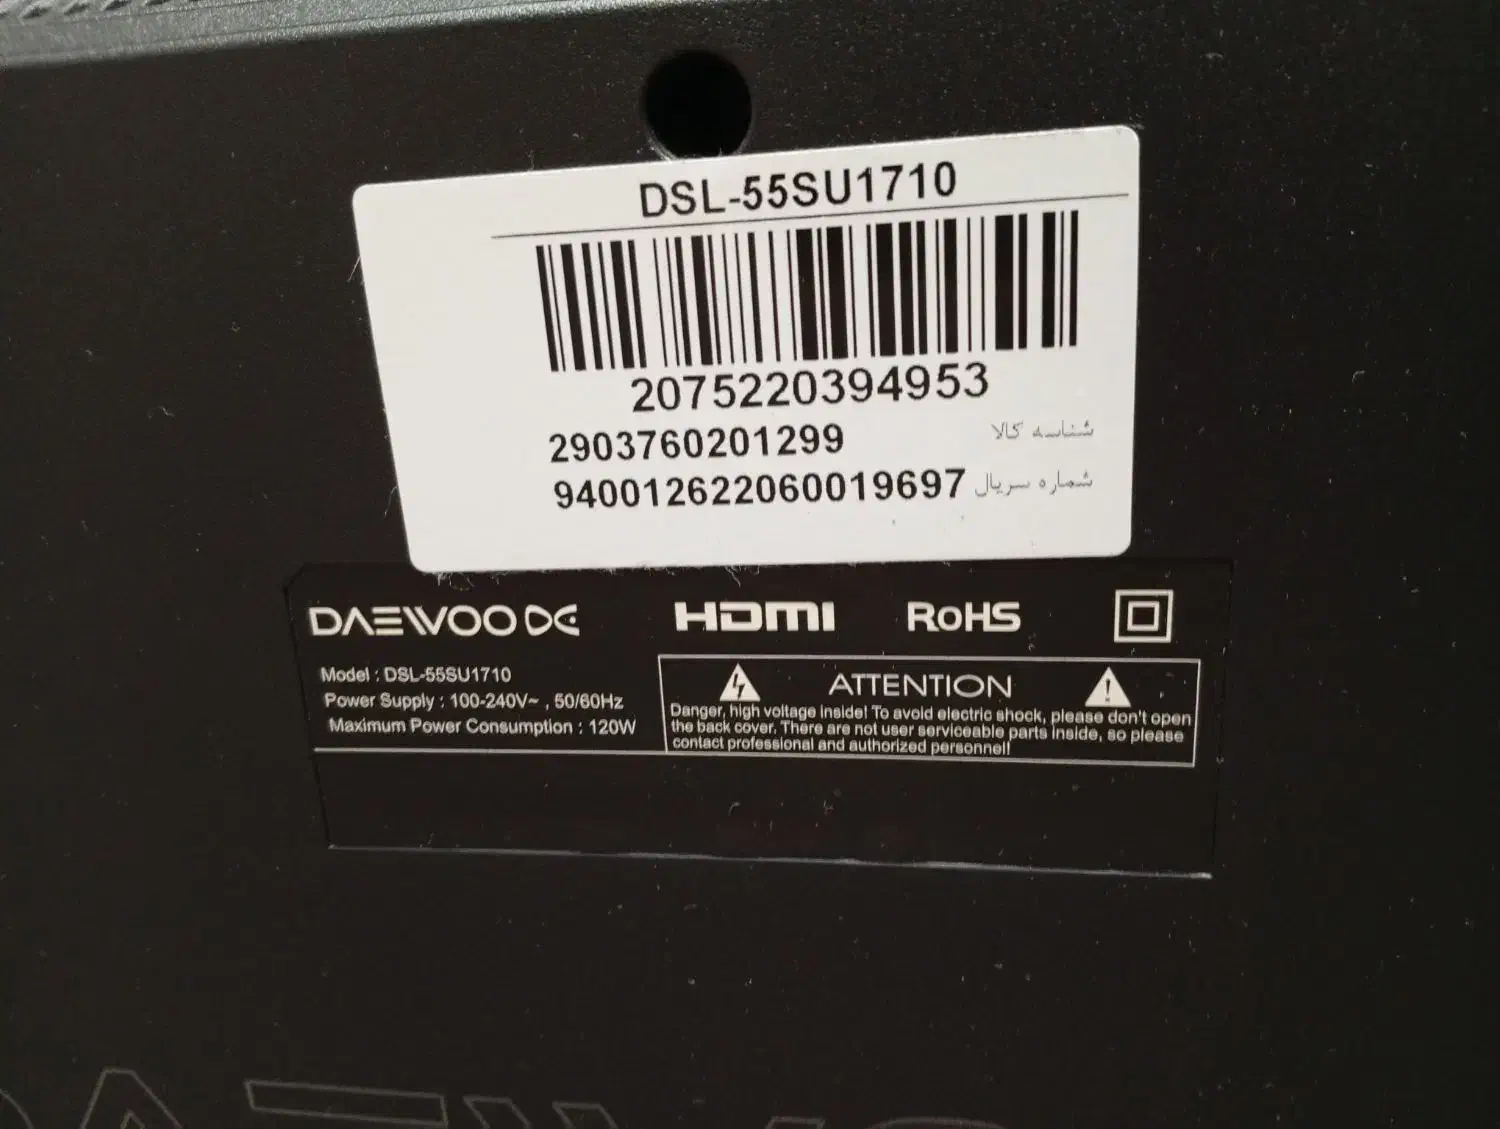 DSL-55SU1710
2075220394953
2903760201299 شناسه کالا
940012622060019697 شماره سریال
DAEWOO
HDMI
RoHS
Model : DSL-55SU1710
Power Supply : 100-240V~ , 50/60Hz
Maximum Power Consumption : 120W
ATTENTION
Danger, high voltage inside! To avoid electric shock, please don't open
the back cover. There are not user serviceable parts inside, so please
contact professional and authorized personnel!